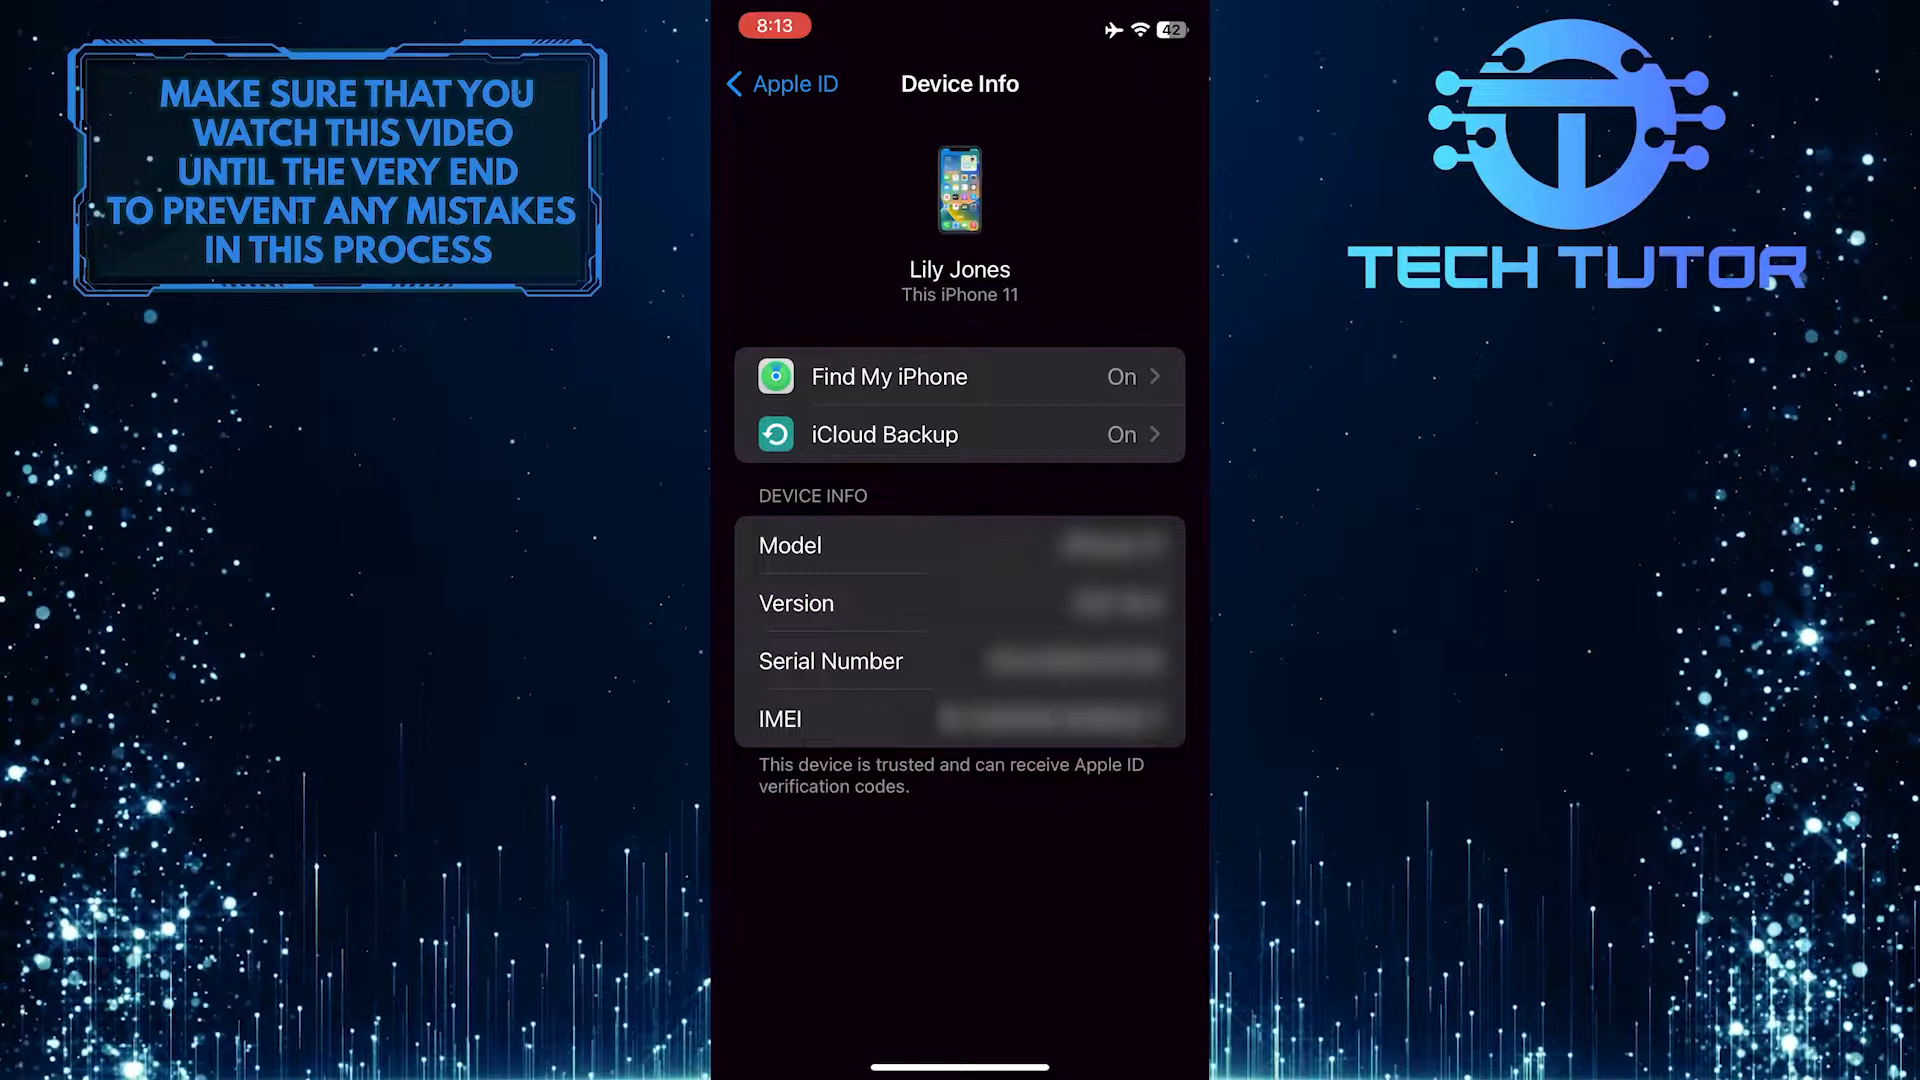 MAKE SURE THAT YOU
WATCH THIS VIDEO
UNTIL THE VERY END
TO PREVENT ANY MISTAKES
IN THIS PROCESS
8:13
42
Apple ID
Device Info
Lily Jones
This iPhone 11
Find My iPhone On
iCloud Backup On
DEVICE INFO
Model
Version
Serial Number
IMEI
This device is trusted and can receive Apple ID
verification codes.
TECH TUTOR